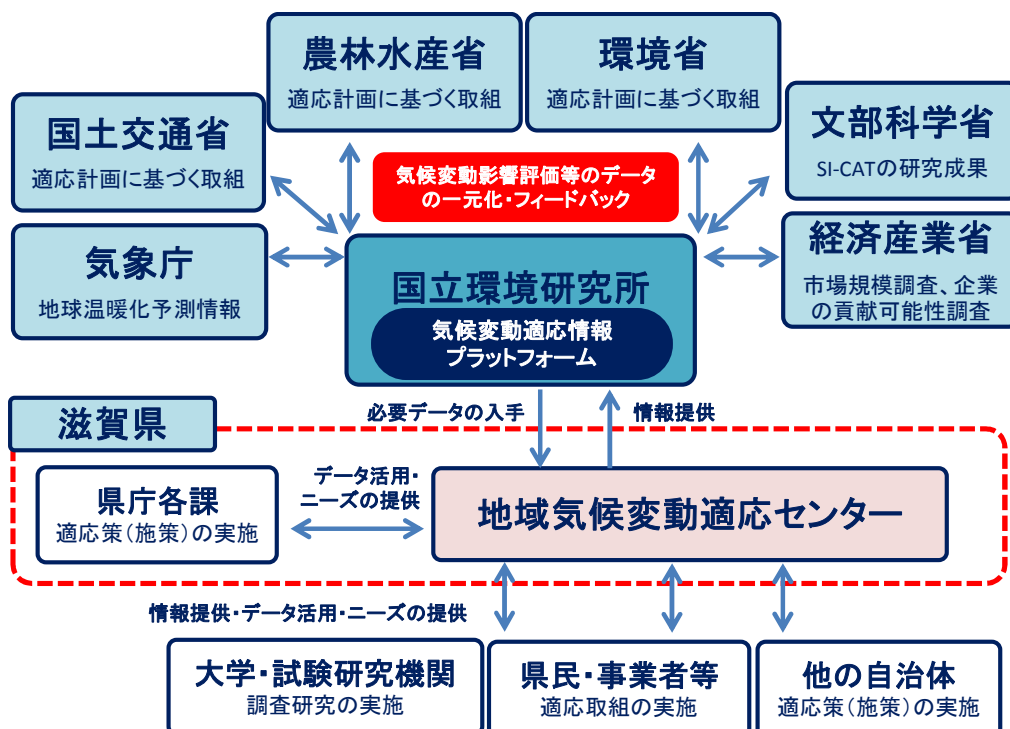 農林水産省
適応計画に基づく取組
環境省
適応計画に基づく取組
国土交通省
適応計画に基づく取組
文部科学省
SI-CATの研究成果
気候変動影響評価等のデータ
の一元化・フィードバック
気象庁
地球温暖化予測情報
経済産業省
市場規模調査、企業
の貢献可能性調査
国立環境研究所
気候変動適応情報
プラットフォーム
必要データの入手
情報提供
滋賀県
県庁各課
適応策(施策)の実施
データ活用・
ニーズの提供
地域気候変動適応センター
情報提供・データ活用・ニーズの提供
大学・試験研究機関
調査研究の実施
県民・事業者等
適応取組の実施
他の自治体
適応策(施策)の実施